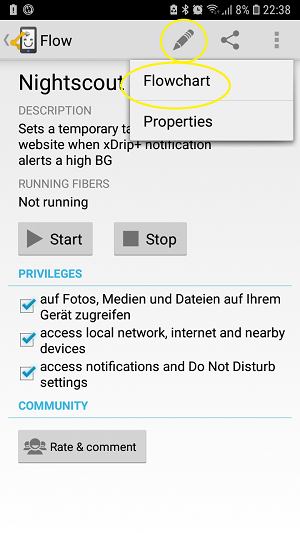 8% 22:38
Flow
Nightscout
Flowchart
Properties
DESCRIPTION
Sets a temporary ta
website when xDrip+ notification
alerts a high BG
RUNNING FIBERS
Not running
Start
Stop
PRIVILEGES
auf Fotos, Medien und Dateien auf Ihrem
Gerät zugreifen
access local network, internet and nearby
devices
access notifications and Do Not Disturb
settings
COMMUNITY
Rate & comment